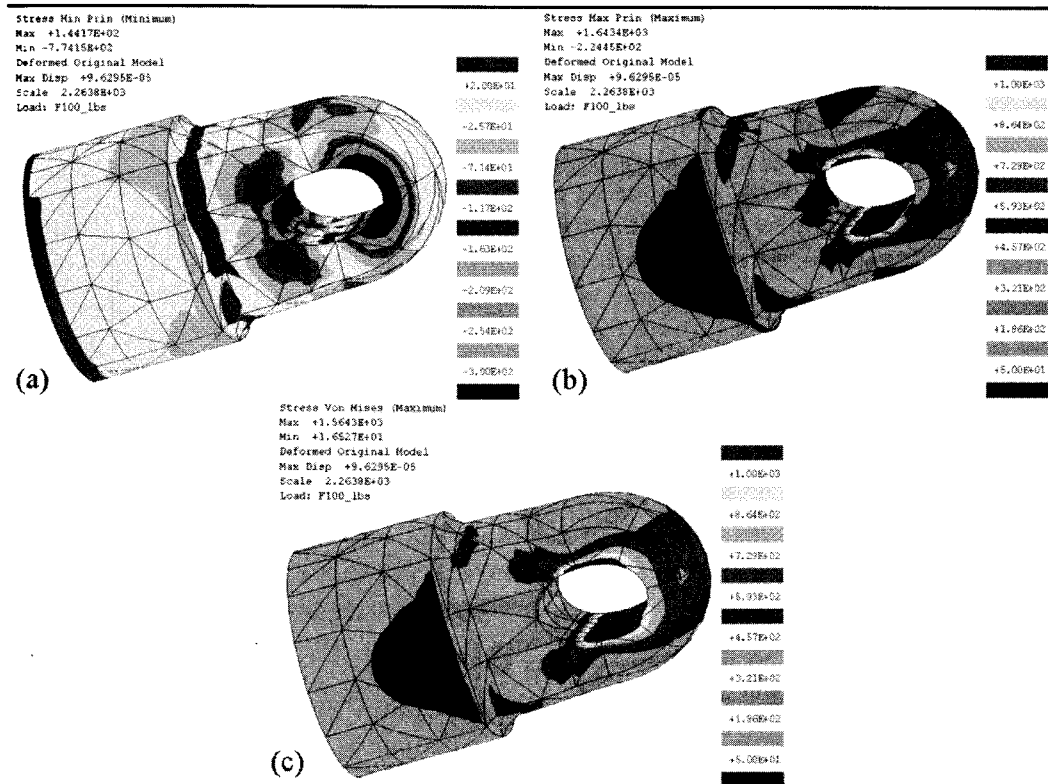 Stress Min Prin (Minimum)
Max +1.4417E+02
Min -7.7415E+02
Deformed Original Model
Max Disp +9.6295E-05
Scale 2.2638E+03
Load: F100_lbs
+2.00E+01
-2.57E+01
-7.14E+01
-1.17E+02
-1.63E+02
-2.09E+02
-2.54E+02
-3.00E+02
(a)
Stress Max Prin (Maximum)
Max +1.6434E+03
Min -2.2445E+02
Deformed Original Model
Max Disp +9.6295E-05
Scale 2.2638E+03
Load: F100_lbs
+1.00E+03
+8.64E+02
+7.29E+02
+5.93E+02
+4.57E+02
+3.21E+02
+1.86E+02
+5.00E+01
(b)
Stress Von Mises (Maximum)
Max +1.5643E+03
Min +1.6527E+01
Deformed Original Model
Max Disp +9.6295E-05
Scale 2.2638E+03
Load: F100_lbs
+1.00E+03
+8.64E+02
+7.29E+02
+5.93E+02
+4.57E+02
+3.21E+02
+1.86E+02
+5.00E+01
(c)